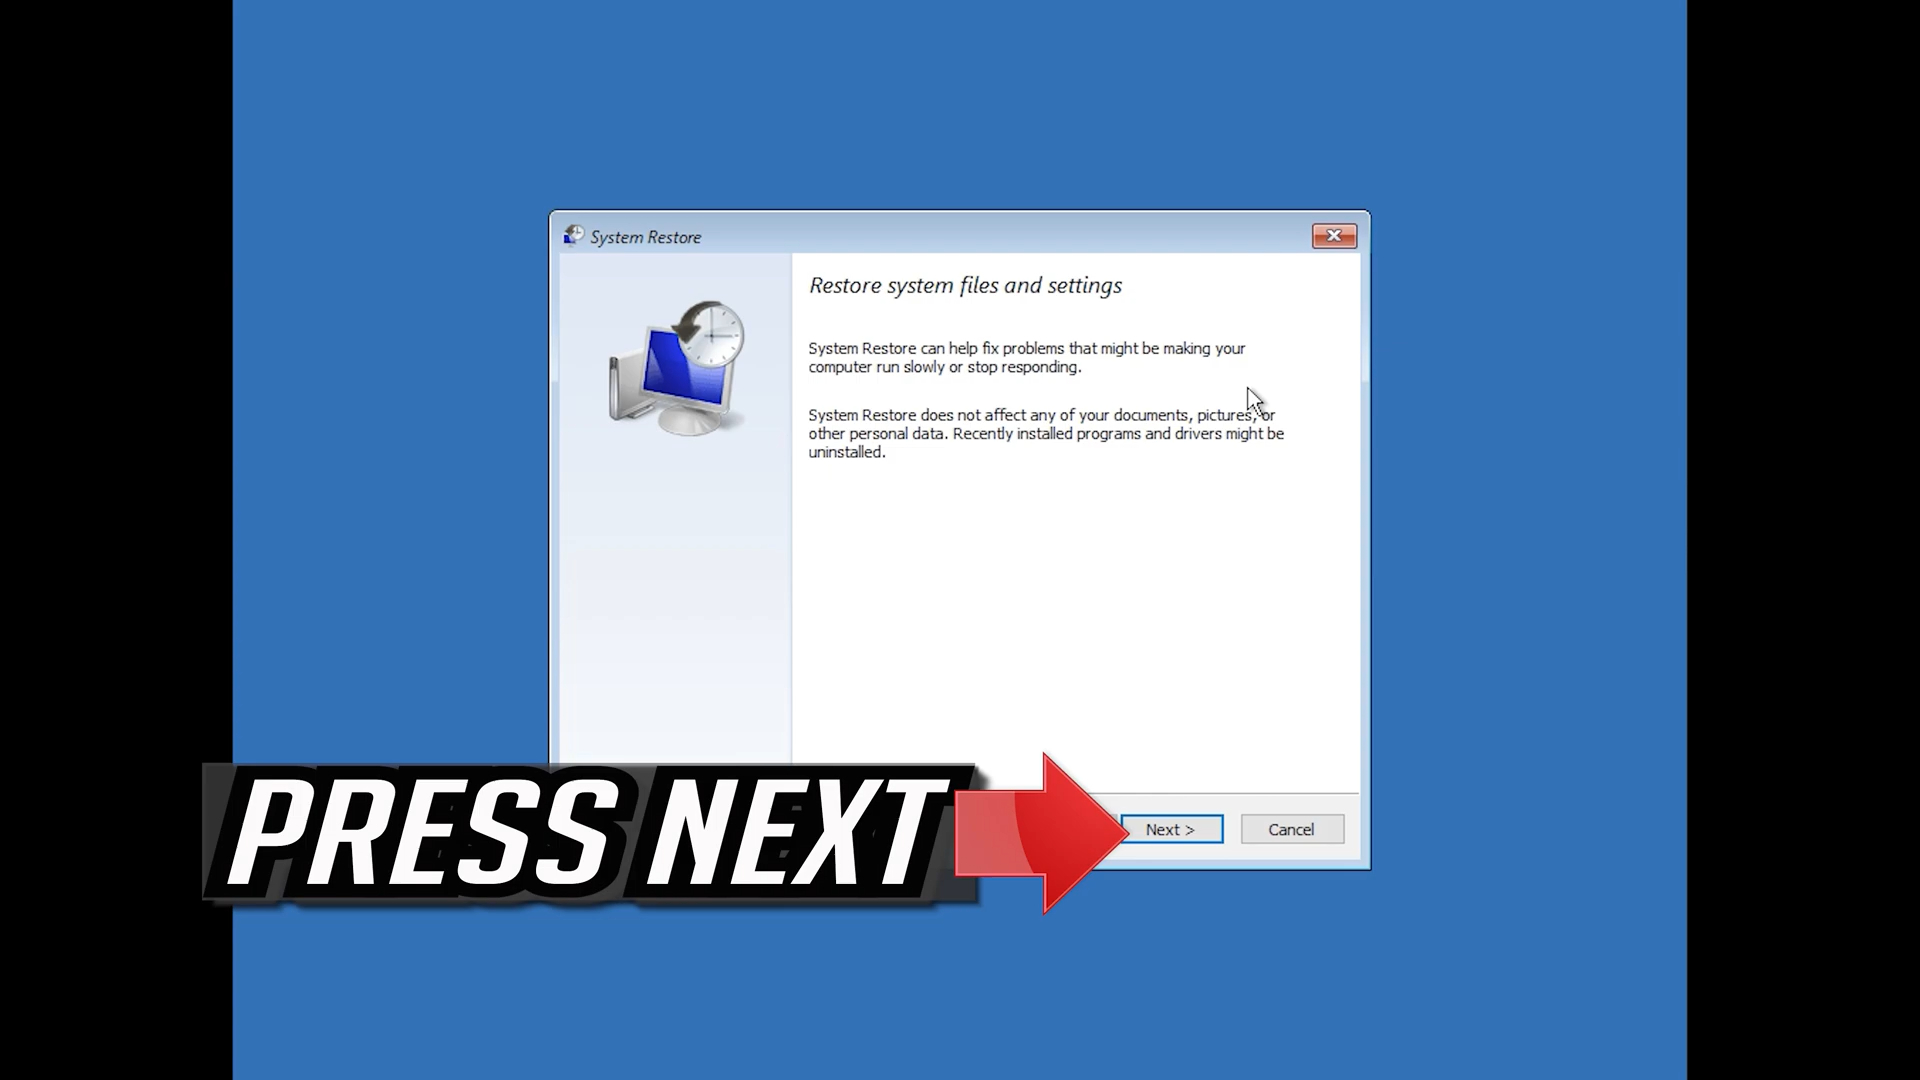 System Restore
Restore system files and settings
System Restore can help fix problems that might be making your
computer run slowly or stop responding.
System Restore does not affect any of your documents, pictures, or
other personal data. Recently installed programs and drivers might be
uninstalled.
PRESS NEXT
Next >
Cancel